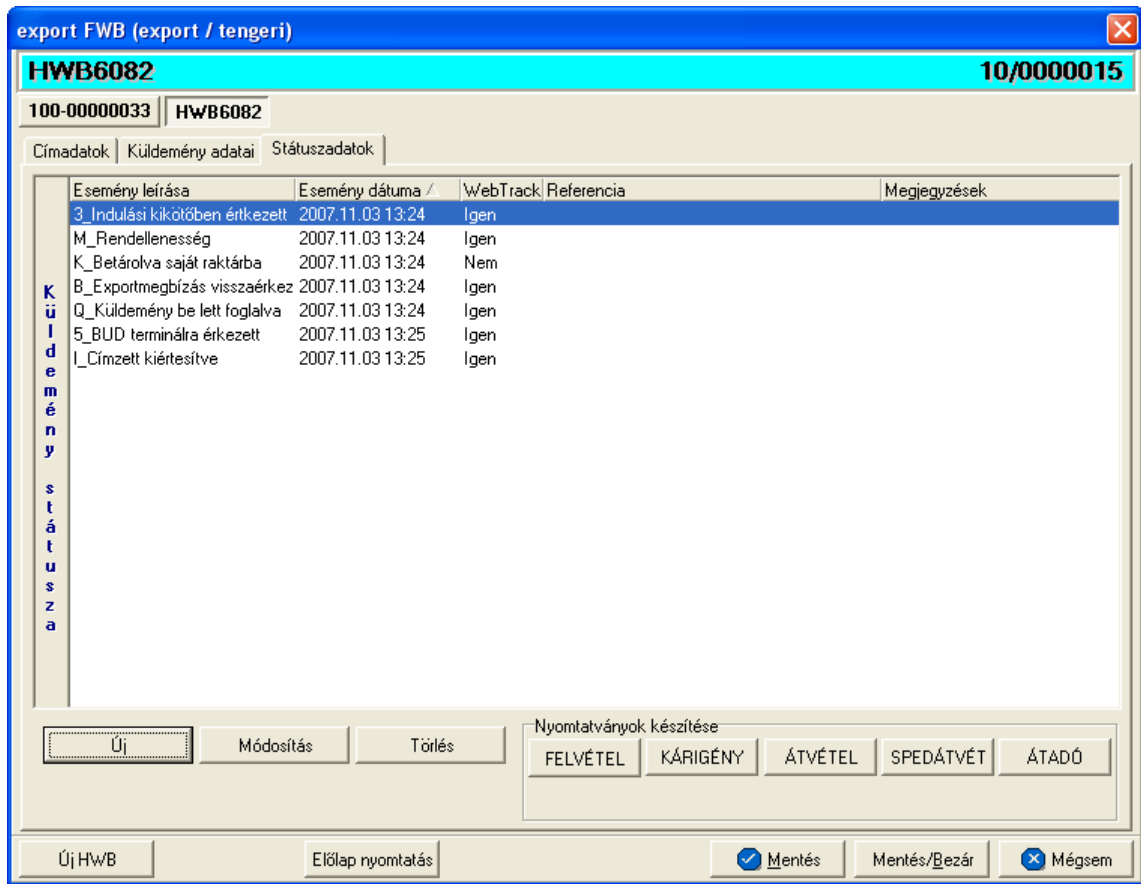 export FWB (export / tengeri)
HWB6082 10/0000015
100-00000033 HWB6082
Címadatok Küldemény adatai Státuszadatok
Küldemény státusza
Esemény leírása Esemény dátuma WebTrack Referencia Megjegyzések
3_Indulási kikötőben értkezett 2007.11.03 13:24 Igen
M_Rendellenesség 2007.11.03 13:24 Igen
K_Betárolva saját raktárba 2007.11.03 13:24 Nem
B_Exportmegbízás visszaérkez 2007.11.03 13:24 Igen
Q_Küldemény be lett foglalva 2007.11.03 13:24 Igen
5_BUD terminálra érkezett 2007.11.03 13:25 Igen
I_Címzett kiértesítve 2007.11.03 13:25 Igen
Új Módosítás Törlés
Nyomtatványok készítése
FELVÉTEL KÁRIGÉNY ÁTVÉTEL SPEDÁTVÉT ÁTADÓ
Új HWB Előlap nyomtatás Mentés Mentés/Bezár Mégsem